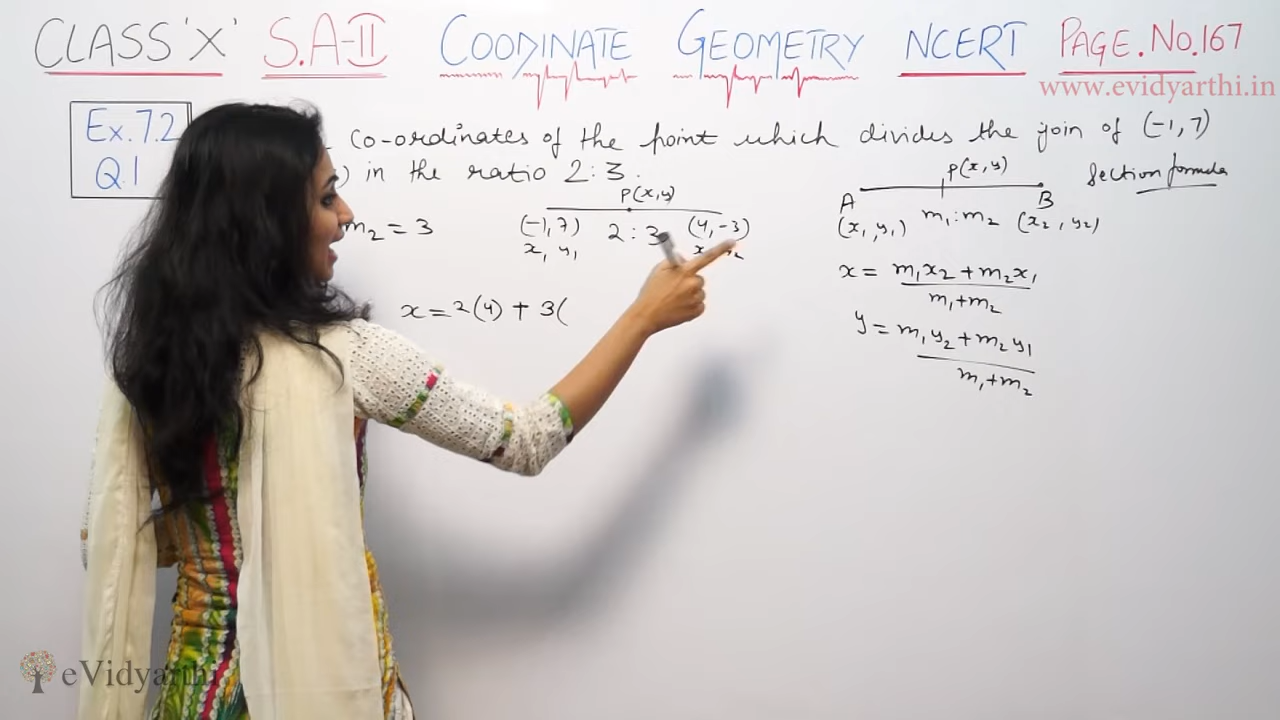 CLASS 'X' S.A-II COODINATE GEOMETRY NCERT PAGE.NO.167
www.evidyarthi.in
Ex.7.2
Q.1
co-ordinates of the point which divides the join of (-1,7)
) in the ratio 2:3.
P(x,y)
(-1,7) 2:3 (4,-3)
x₁ y₁
m₂ = 3
x = 2(4) + 3(
Section formula
P(x,y)
A B
(x₁,y₁) m₁:m₂ (x₂,y₂)
x = m₁x₂+m₂x₁
m₁+m₂
y = m₁y₂+m₂y₁
m₁+m₂
eVidyarthi